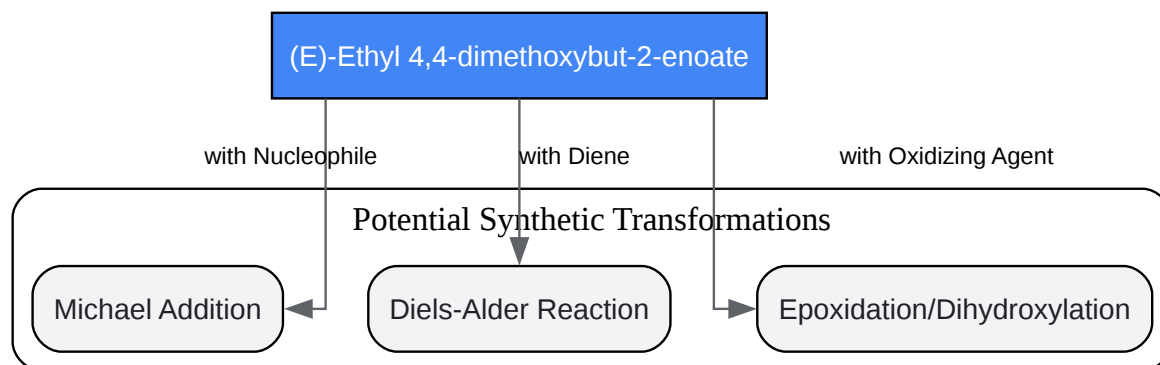 (E)-Ethyl 4,4-dimethoxybut-2-enoate
with Nucleophile
with Diene
with Oxidizing Agent
Potential Synthetic Transformations
Michael Addition
Diels-Alder Reaction
Epoxidation/Dihydroxylation